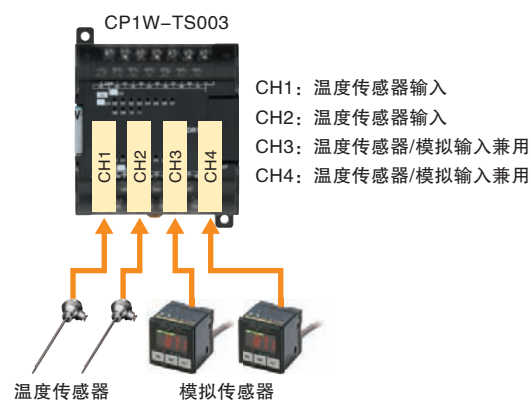 CP1W-TS003
CH1：温度传感器输入
CH2：温度传感器输入
CH3：温度传感器/模拟输入兼用
CH4：温度传感器/模拟输入兼用
CH1
CH2
CH3
CH4
温度传感器
模拟传感器